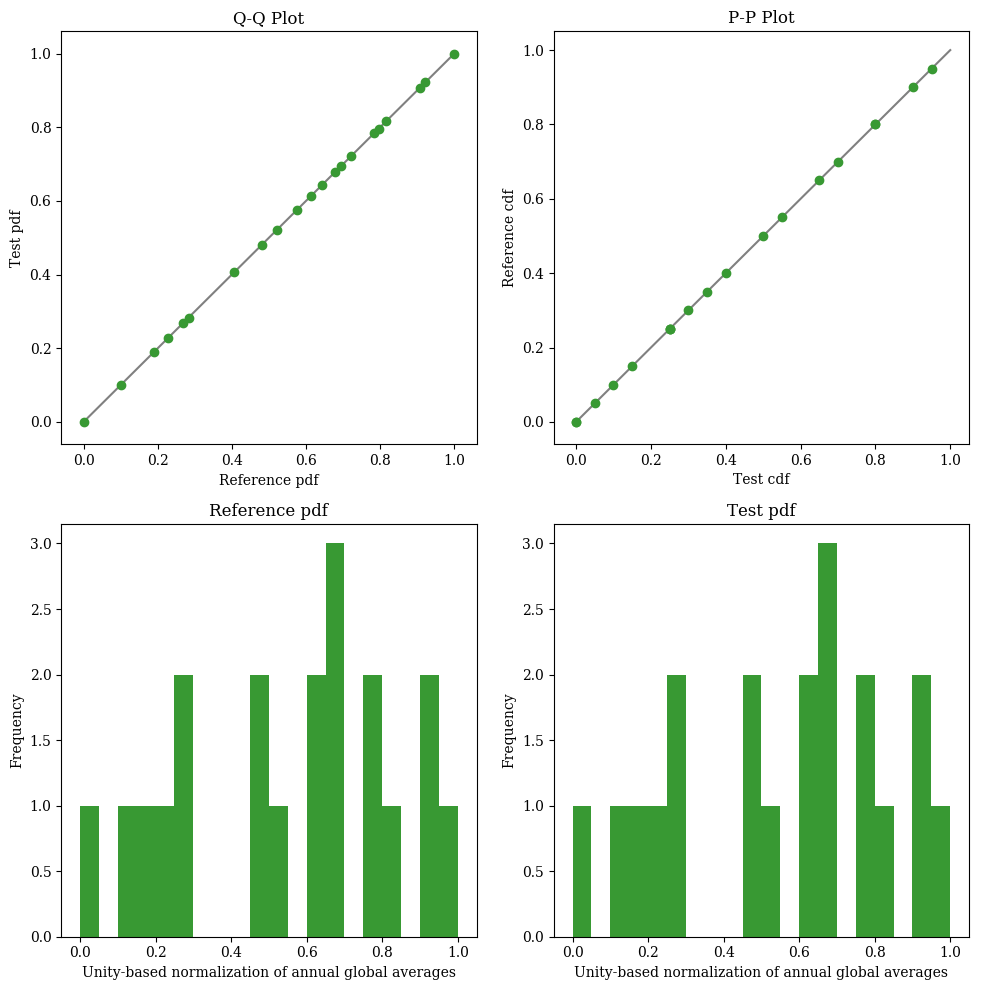 Q-Q Plot
1.0
0.8
0.6
0.4
0.2
0.0
Test pdf
0.0 0.2 0.4 0.6 0.8 1.0
Reference pdf
P-P Plot
1.0
0.8
0.6
0.4
0.2
0.0
Reference cdf
0.0 0.2 0.4 0.6 0.8 1.0
Test cdf
Reference pdf
3.0
2.5
2.0
1.5
1.0
0.5
0.0
Frequency
0.0 0.2 0.4 0.6 0.8 1.0
Unity-based normalization of annual global averages
Test pdf
3.0
2.5
2.0
1.5
1.0
0.5
0.0
Frequency
0.0 0.2 0.4 0.6 0.8 1.0
Unity-based normalization of annual global averages